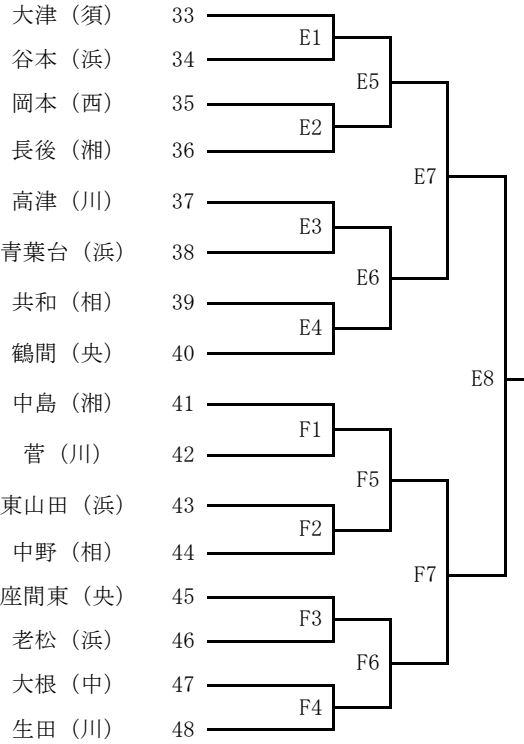 大津（須） 33
E1
谷本（浜） 34
E5
岡本（西） 35
E2
長後（湘） 36
E7
高津（川） 37
E3
青葉台（浜） 38
E6
共和（相） 39
E4
鶴間（央） 40
E8
中島（湘） 41
F1
菅（川） 42
F5
東山田（浜） 43
F2
中野（相） 44
F7
座間東（央） 45
F3
老松（浜） 46
F6
大根（中） 47
F4
生田（川） 48